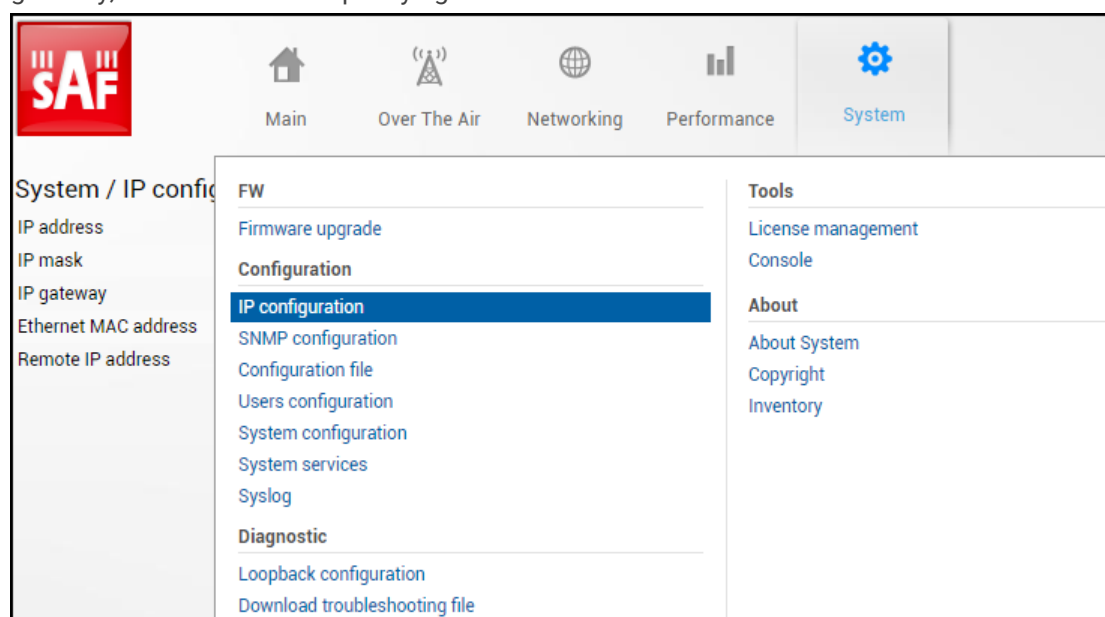 SAF
Main
Over The Air
Networking
Performance
System
System / IP config
IP address
IP mask
IP gateway
Ethernet MAC address
Remote IP address
FW
Firmware upgrade
Configuration
IP configuration
SNMP configuration
Configuration file
Users configuration
System configuration
System services
Syslog
Diagnostic
Loopback configuration
Download troubleshooting file
Tools
License management
Console
About
About System
Copyright
Inventory